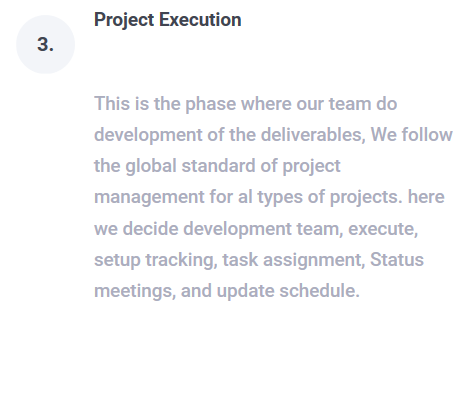 Project Execution
3.
This is the phase where our team do
development of the deliverables, We follow
the global standard of project
management for al types of projects. here
we decide development team, execute,
setup tracking, task assignment, Status
meetings, and update schedule.